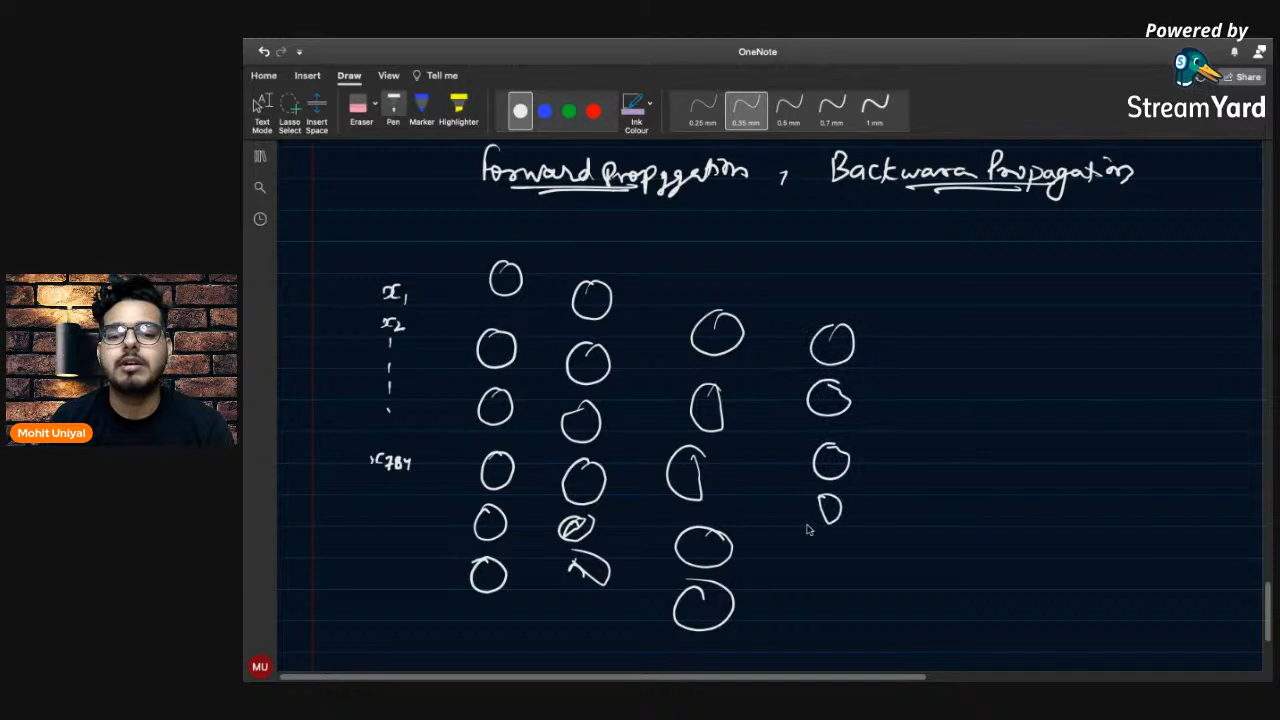 Powered by
StreamYard
OneNote
Home Insert Draw View Tell me
Share
Text Mode
Lasso Select
Insert Space
Eraser
Pen
Marker
Highlighter
Ink Colour
0.25 mm
0.35 mm
0.5 mm
0.7 mm
1 mm
Forward Propagation , Backward Propagation
x1
x2
x784
Mohit Uniyal
MU